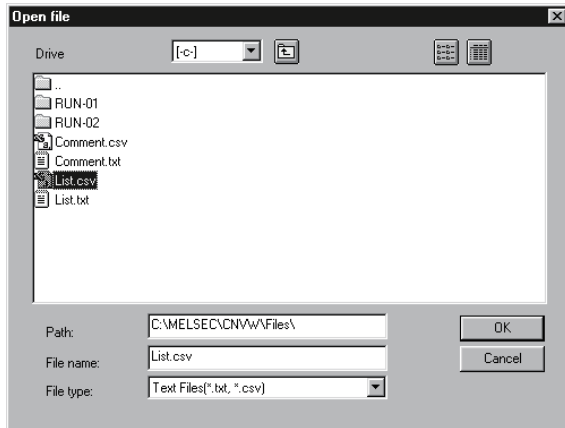 Open file
Drive [-c-]
..
RUN-01
RUN-02
Comment.csv
Comment.txt
List.csv
List.txt
Path: C:\MELSEC\CNVW\Files\ OK
File name: List.csv Cancel
File type: Text Files(*.txt, *.csv)